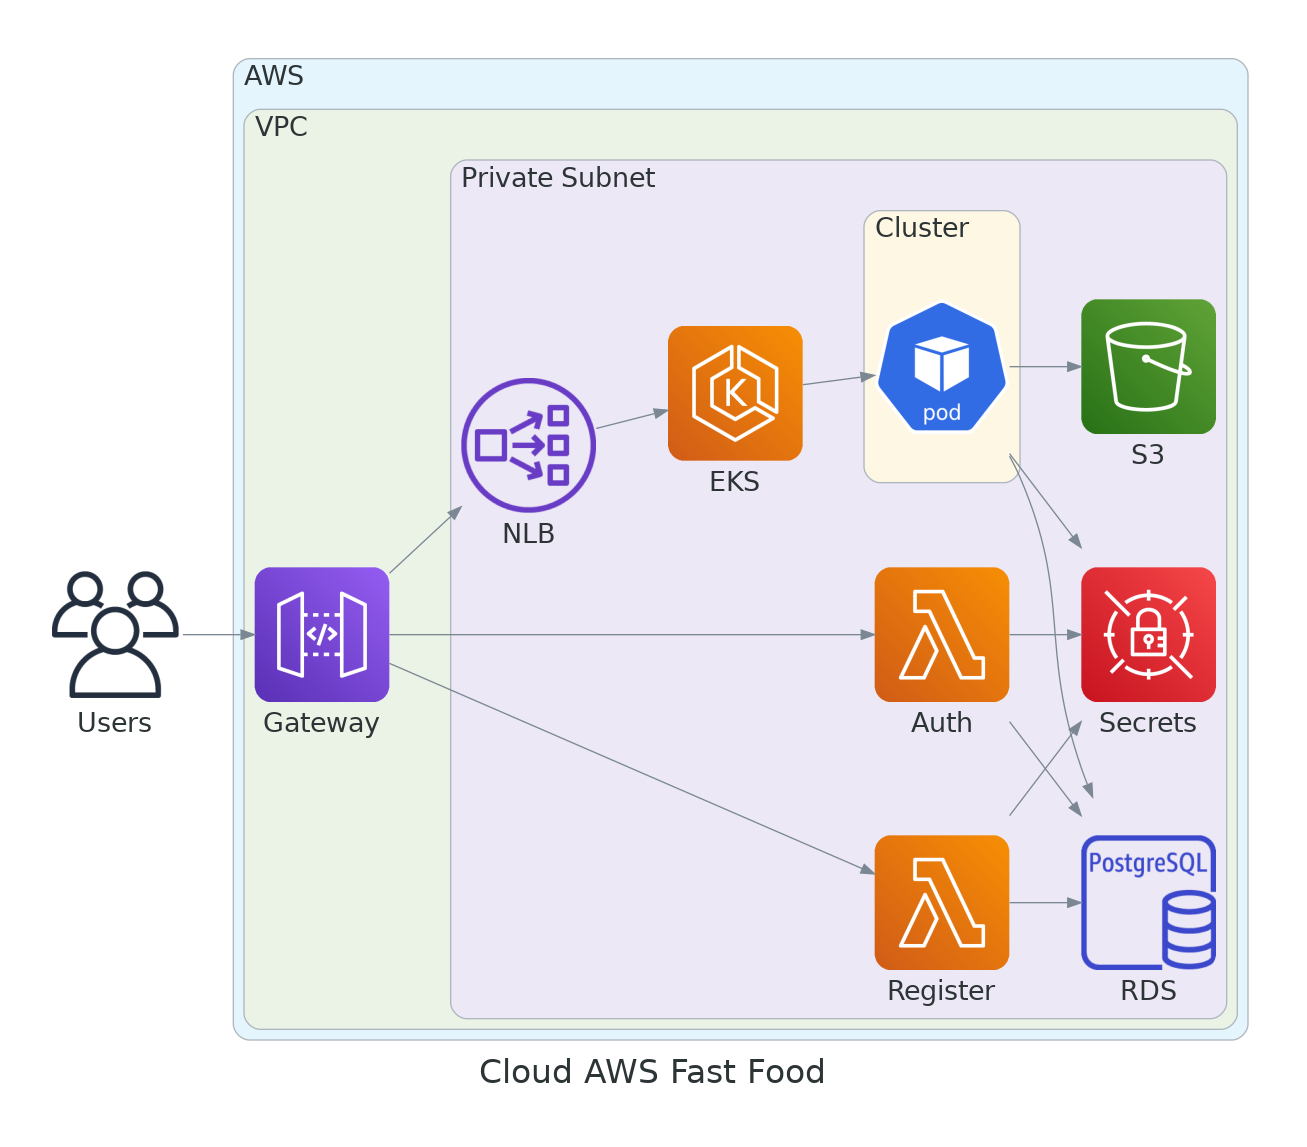 AWS
VPC
Private Subnet
Cluster
pod
S3
K
EKS
NLB
</>
Users
Gateway
Auth
Secrets
PostgreSQL
Register
RDS
Cloud AWS Fast Food